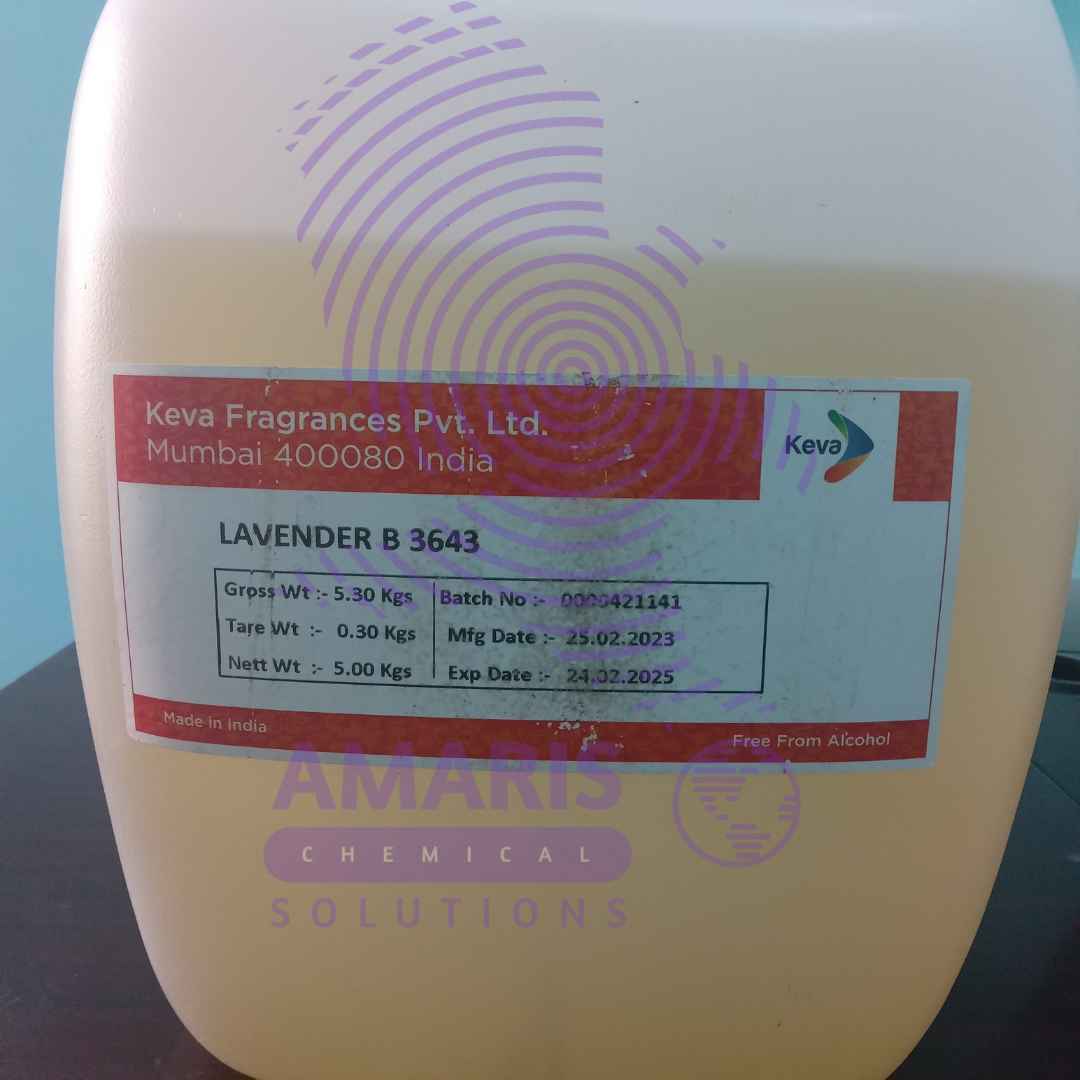 Keva Fragrances Pvt. Ltd.
Mumbai 400080 India
Keva
LAVENDER B 3643
Gross Wt :- 5.30 Kgs
Tare Wt :- 0.30 Kgs
Nett Wt :- 5.00 Kgs
Batch No :- 0000421141
Mfg Date :- 25.02.2023
Exp Date :- 24.02.2025
Made in India
Free From Alcohol
AMARIS
CHEMICAL
SOLUTIONS